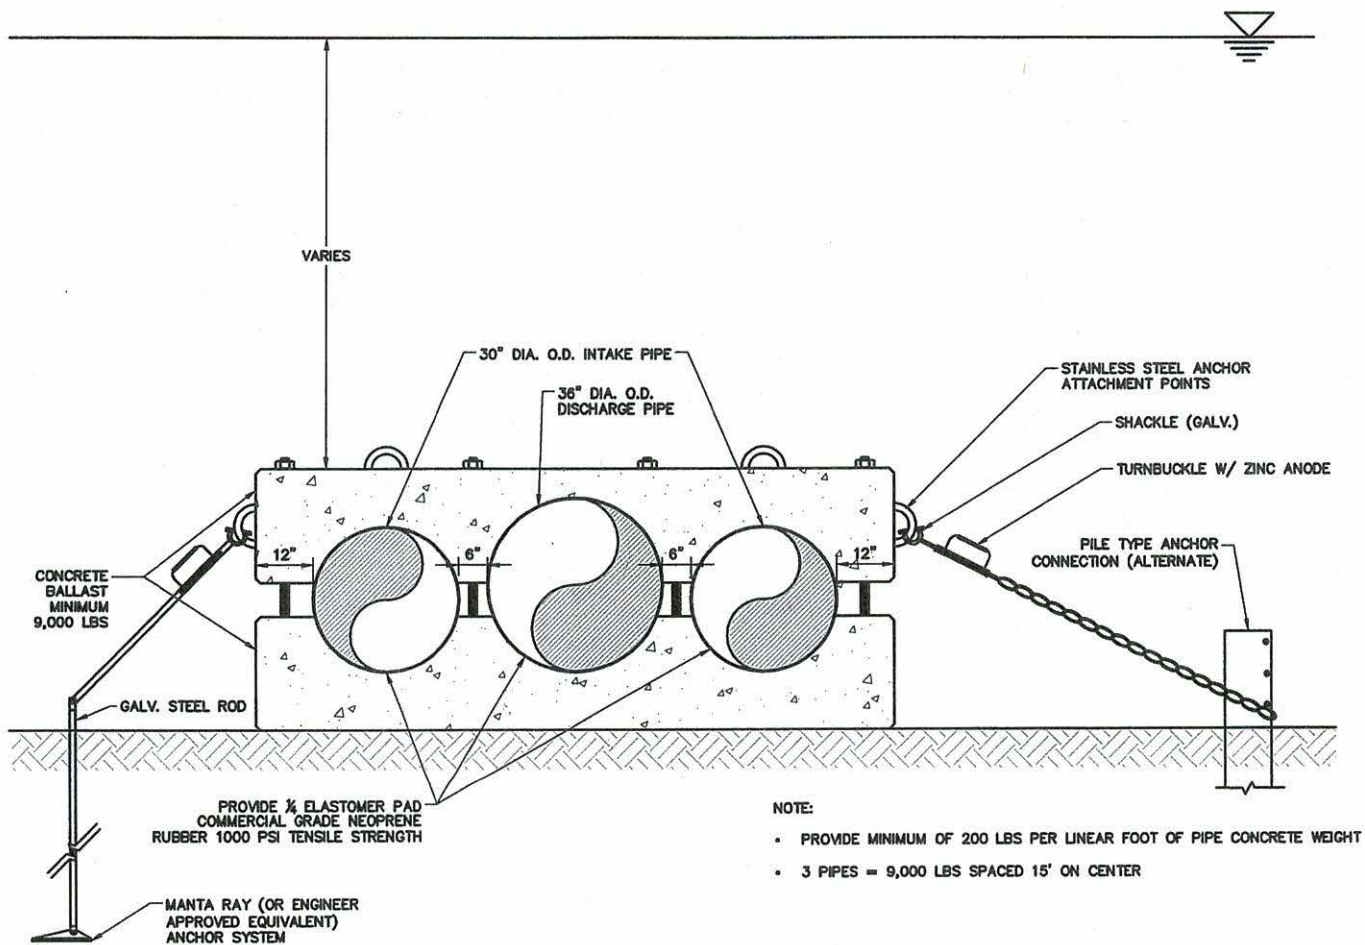 VARIES
30" DIA. O.D. INTAKE PIPE
36" DIA. O.D.
DISCHARGE PIPE
STAINLESS STEEL ANCHOR
ATTACHMENT POINTS
SHACKLE (GALV.)
TURNBUCKLE W/ ZINC ANODE
PILE TYPE ANCHOR
CONNECTION (ALTERNATE)
12"
6"
6"
12"
CONCRETE
BALLAST
MINIMUM
9,000 LBS
GALV. STEEL ROD
PROVIDE ¼ ELASTOMER PAD
COMMERCIAL GRADE NEOPRENE
RUBBER 1000 PSI TENSILE STRENGTH
NOTE:
• PROVIDE MINIMUM OF 200 LBS PER LINEAR FOOT OF PIPE CONCRETE WEIGHT
• 3 PIPES = 9,000 LBS SPACED 15' ON CENTER
MANTA RAY (OR ENGINEER
APPROVED EQUIVALENT)
ANCHOR SYSTEM